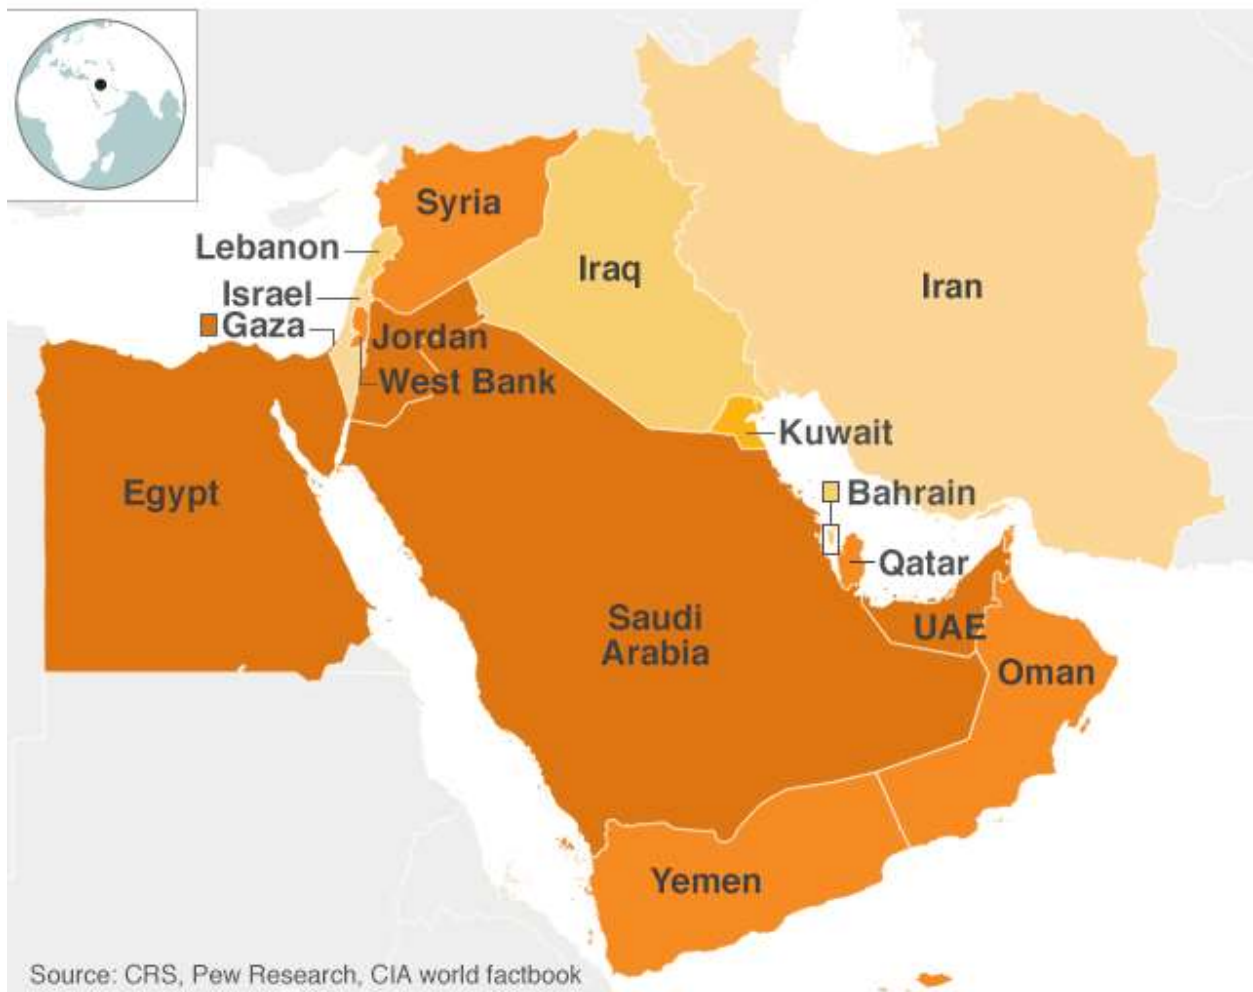 Syria
Lebanon
Iraq
Iran
Israel
Gaza
Jordan
West Bank
Kuwait
Egypt
Bahrain
Qatar
Saudi
Arabia
UAE
Oman
Yemen
Source: CRS, Pew Research, CIA world factbook